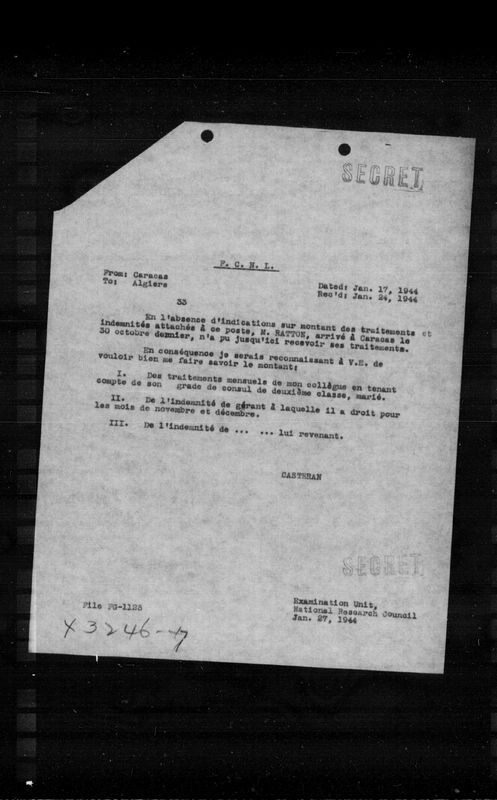 SECRET
F. C. N. L.
From: Caracas
To: Algiers
Dated: Jan. 17, 1944
Rec'd: Jan. 24, 1944
33
En l'absence d'indications sur montant des traitements et
indemnités attachés à ce poste, M. RATTON, arrivé à Caracas le
30 octobre dernier, n'a pu jusqu'ici recevoir ses traitements.
En conséquence je serais reconnaissant à V.E. de
vouloir bien me faire savoir le montant:
I. Des traitements mensuels de mon collègue en tenant
compte de son grade de consul de deuxième classe, marié.
II. De l'indemnité de gérant à laquelle il a droit pour
les mois de novembre et décembre.
III. De l'indemnité de ... ... lui revenant.
CASTERAN
SECRET
File FG-1125
Examination Unit,
National Research Council
Jan. 27, 1944
X 3246-7